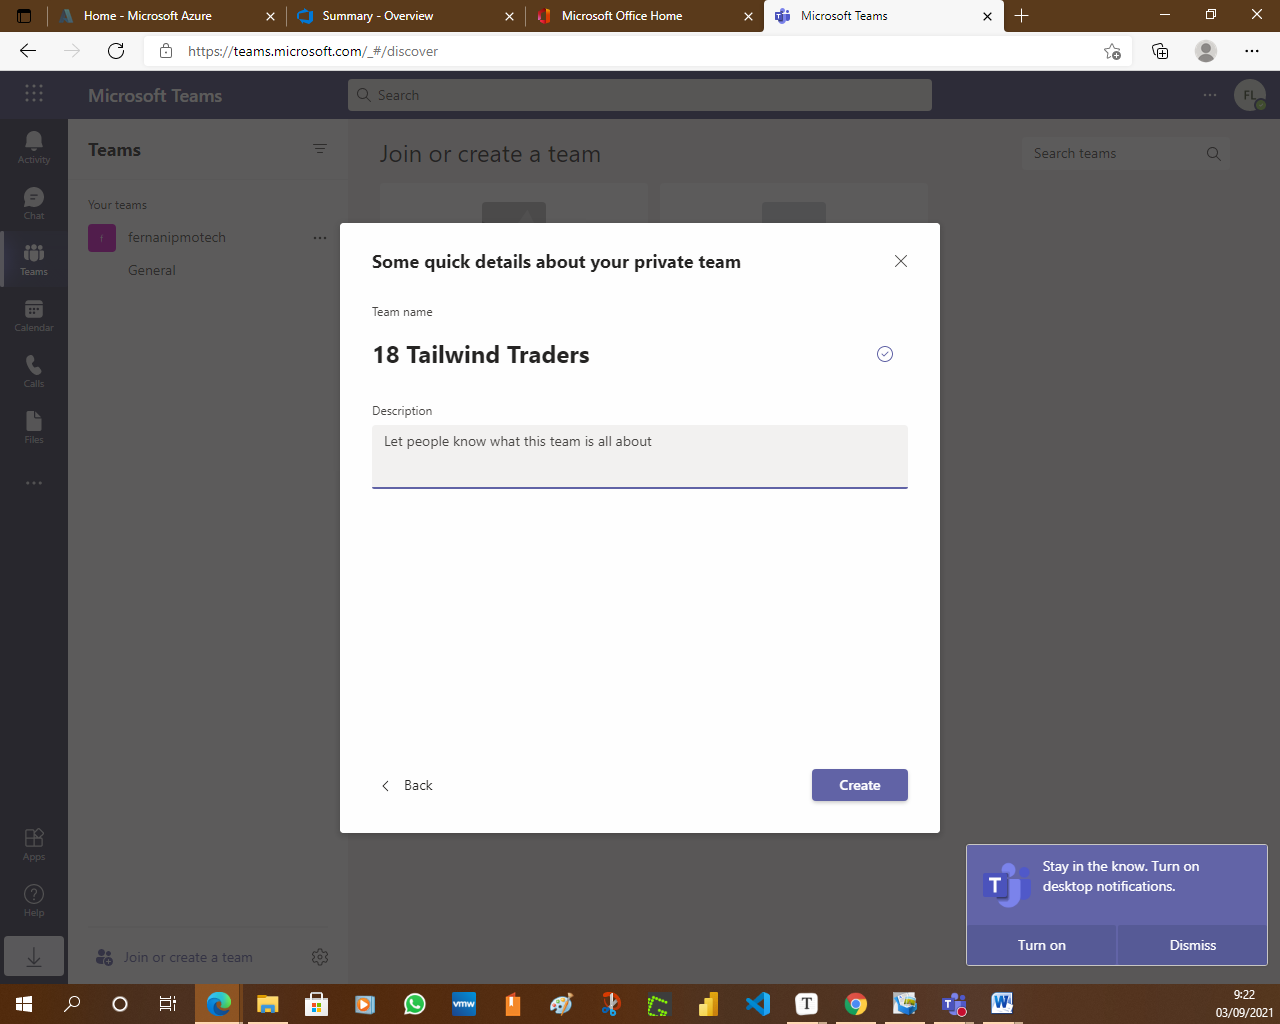 Home - Microsoft Azure
Summary - Overview
Microsoft Office Home
Microsoft Teams
https://teams.microsoft.com/_#/discover
Microsoft Teams
Search
FL
Activity
Chat
Teams
Calendar
Calls
Files
Apps
Help
Teams
Your teams
f
fernanipmotech
General
Join or create a team
Join or create a team
Search teams
Some quick details about your private team
Team name
18 Tailwind Traders
Description
Let people know what this team is all about
Back
Create
T
Stay in the know. Turn on
desktop notifications.
Turn on
Dismiss
vmw
T
T
W
9:22
03/09/2021